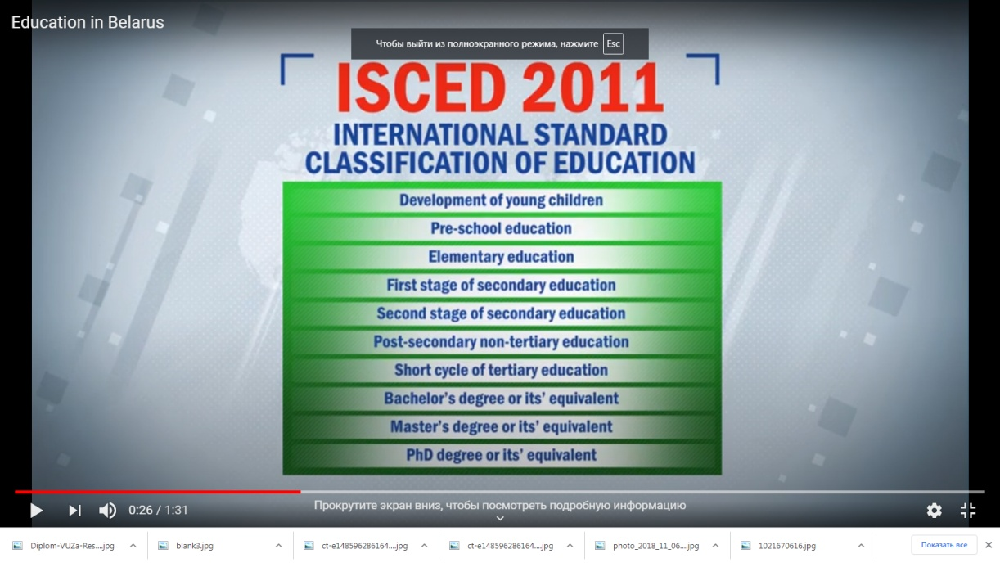 Education in Belarus
Чтобы выйти из полноэкранного режима, нажмите Esc
ISCED 2011
INTERNATIONAL STANDARD
CLASSIFICATION OF EDUCATION
Development of young children
Pre-school education
Elementary education
First stage of secondary education
Second stage of secondary education
Post-secondary non-tertiary education
Short cycle of tertiary education
Bachelor's degree or its' equivalent
Master's degree or its' equivalent
PhD degree or its' equivalent
0:26 / 1:31
Прокрутите экран вниз, чтобы посмотреть подробную информацию
Diplom-VUZa-Res....jpg
blank3.jpg
ct-e148596286164....jpg
ct-e148596286164....jpg
photo_2018_11_06....jpg
1021670616.jpg
Показать все